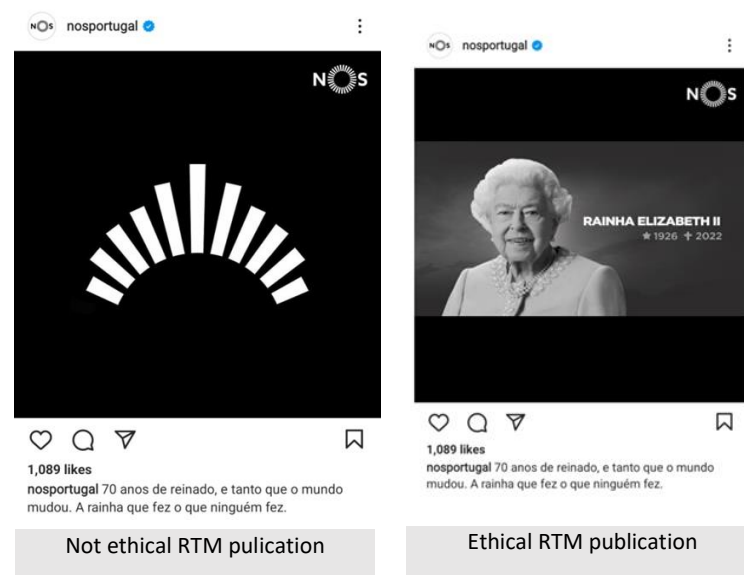 NOS nosportugal
NOS
1,089 likes
nosportugal 70 anos de reinado, e tanto que o mundo
mudou. A rainha que fez o que ninguém fez.
Not ethical RTM pulication
NOS nosportugal
NOS
RAINHA ELIZABETH II
★ 1926 ✝ 2022
1,089 likes
nosportugal 70 anos de reinado, e tanto que o mundo
mudou. A rainha que fez o que ninguém fez.
Ethical RTM publication